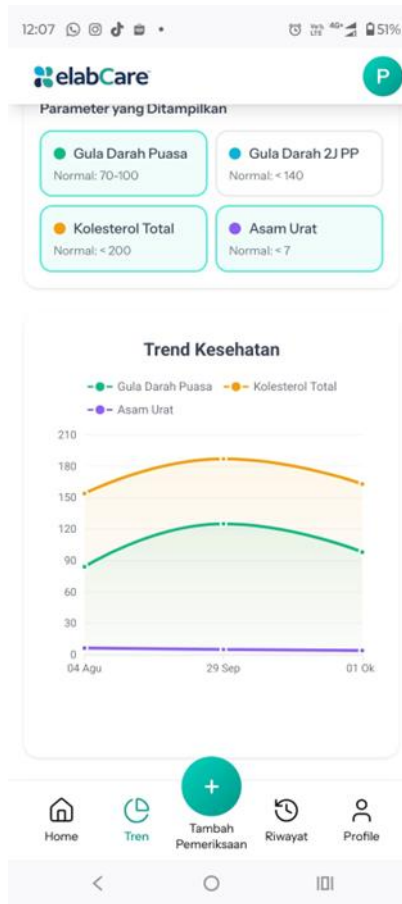 12:07
51%
elabCare
P
Parameter yang Ditampilkan
Gula Darah Puasa
Normal: 70-100
Gula Darah 2J PP
Normal: < 140
Kolesterol Total
Normal: < 200
Asam Urat
Normal: < 7
Trend Kesehatan
Gula Darah Puasa
Kolesterol Total
Asam Urat
210
180
150
120
90
60
30
0
04 Agu
29 Sep
01 Ok
+
Home
Tren
Tambah
Pemeriksaan
Riwayat
Profile